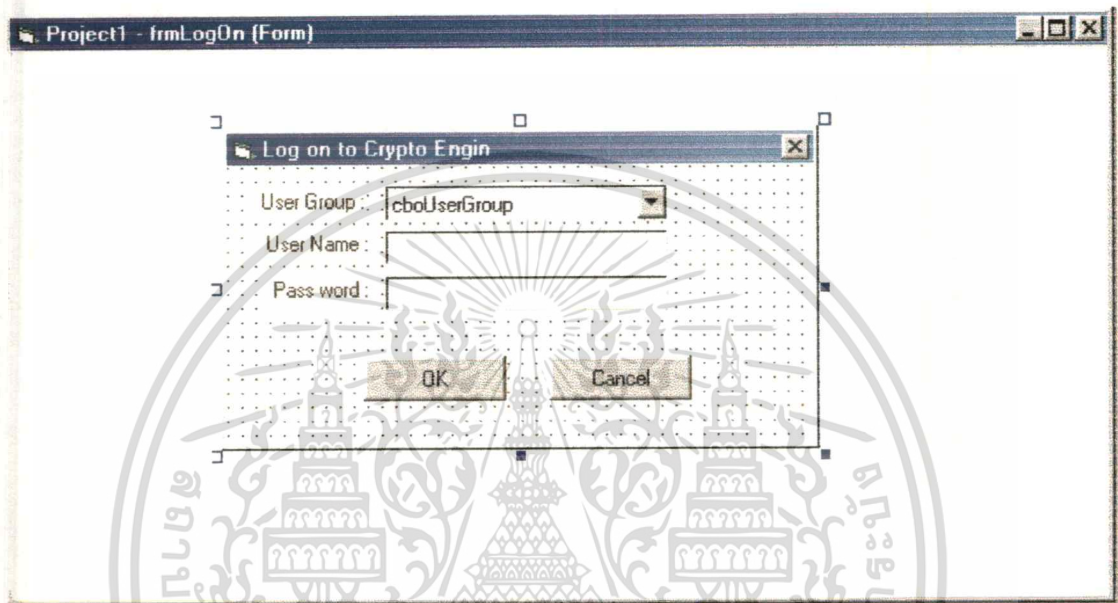 Project1 - frmLogOn (Form)
Log on to Crypto Engin
User Group :
cboUserGroup
User Name :
Pass word :
OK
Cancel